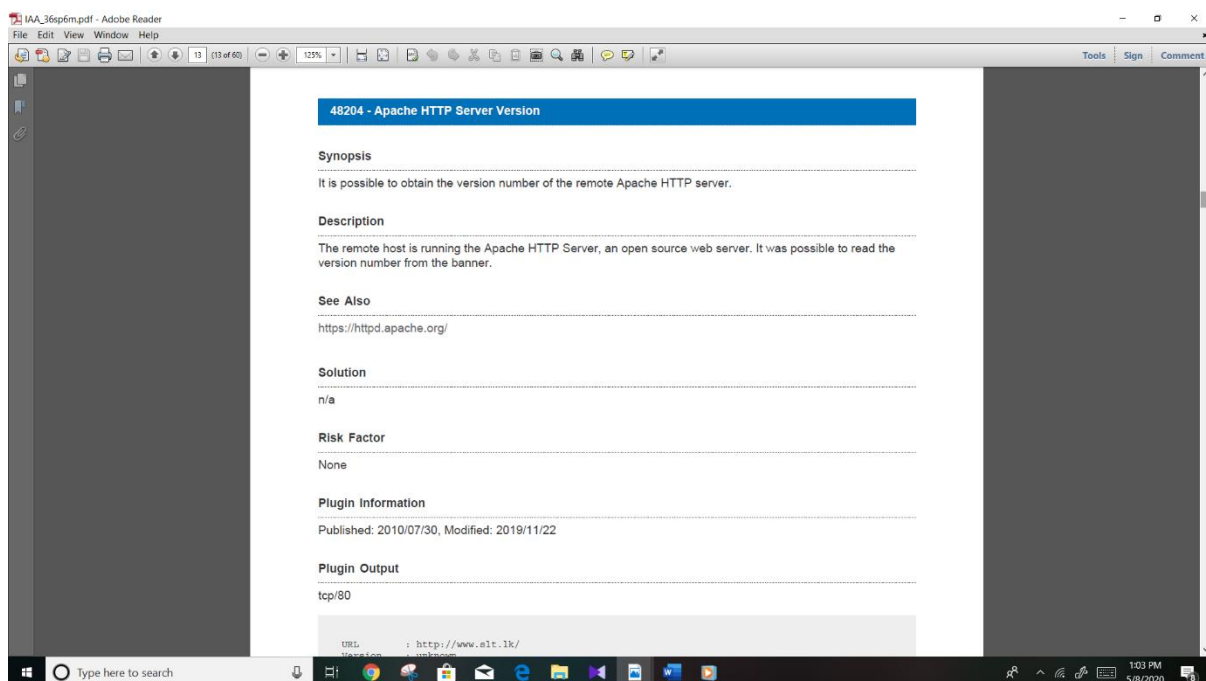 IAA_36sp6m.pdf - Adobe Reader
File Edit View Window Help
13 (13 of 60) 125% Tools Sign Comment
48204 - Apache HTTP Server Version
Synopsis
It is possible to obtain the version number of the remote Apache HTTP server.
Description
The remote host is running the Apache HTTP Server, an open source web server. It was possible to read the
version number from the banner.
See Also
https://httpd.apache.org/
Solution
n/a
Risk Factor
None
Plugin Information
Published: 2010/07/30, Modified: 2019/11/22
Plugin Output
tcp/80
URL : http://www.slt.lk/
Version : unknown
Type here to search
1:03 PM
5/8/2020